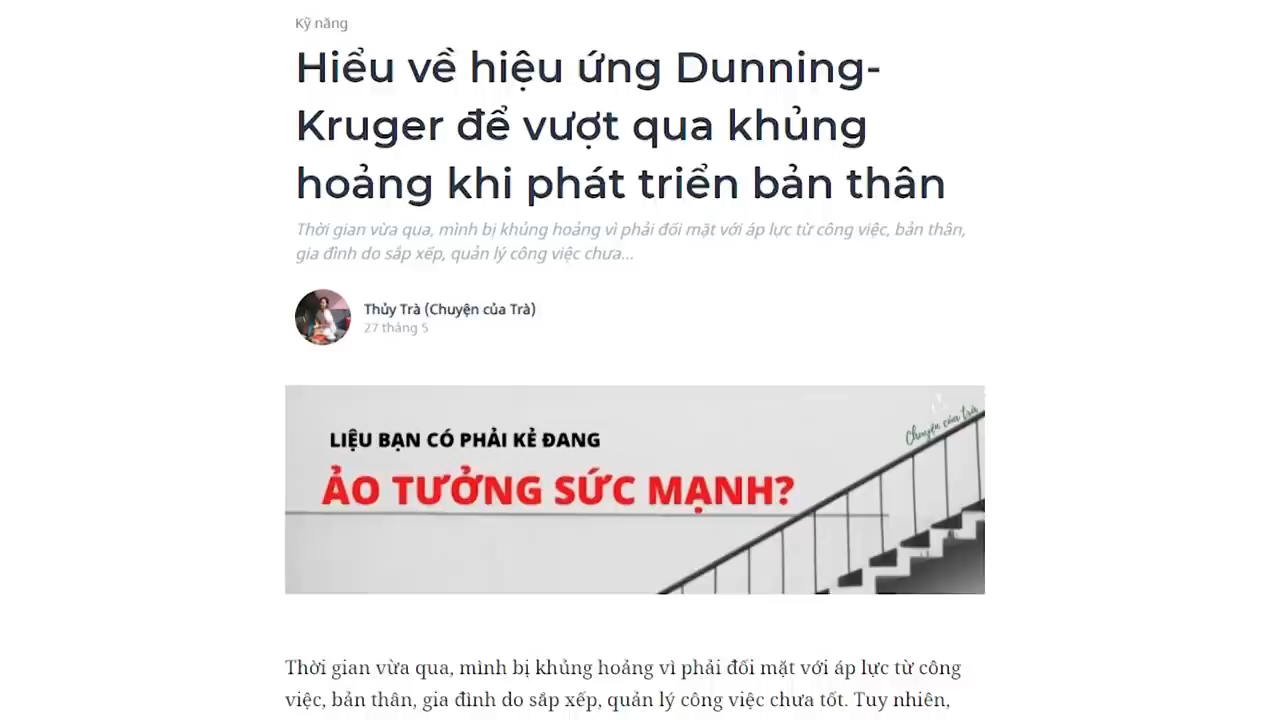 Kỹ năng
Hiểu về hiệu ứng Dunning-
Kruger để vượt qua khủng
hoảng khi phát triển bản thân
Thời gian vừa qua, mình bị khủng hoảng vì phải đối mặt với áp lực từ công việc, bản thân,
gia đình do sắp xếp, quản lý công việc chưa...
Thủy Trà (Chuyện của Trà)
27 tháng 5
Chuyện của trà
LIỆU BẠN CÓ PHẢI KẺ ĐANG
ẢO TƯỞNG SỨC MẠNH?
Thời gian vừa qua, mình bị khủng hoảng vì phải đối mặt với áp lực từ công
việc, bản thân, gia đình do sắp xếp, quản lý công việc chưa tốt. Tuy nhiên,